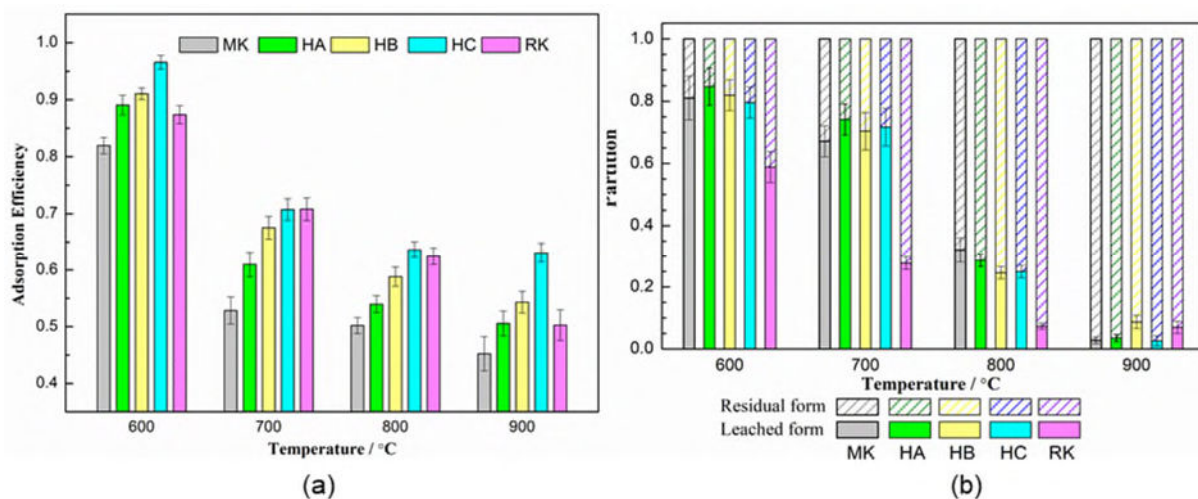 MK HA HB HC RK
1.0
0.9
0.8
0.7
0.6
0.5
0.4
Adsorption Efficiency
600 700 800 900
Temperature / °C
(a)
1.0
0.8
0.6
0.4
0.2
0.0
600 700 800 900
Temperature / °C
Residual form
Leached form
MK HA HB HC RK
(b)